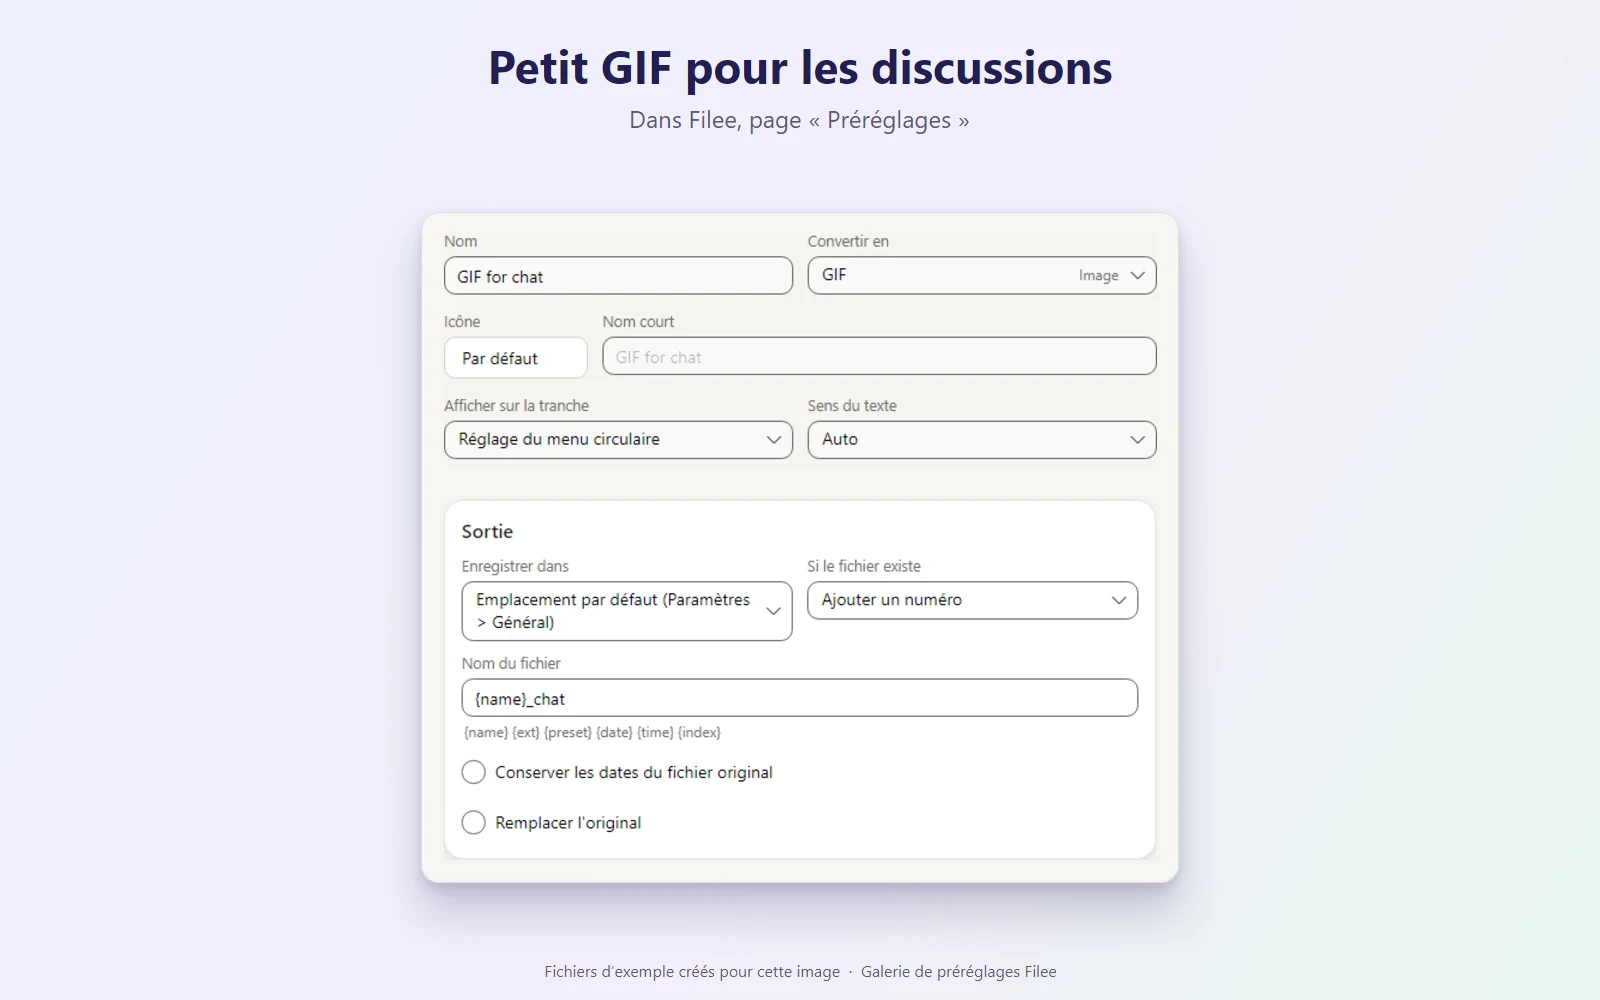 Petit GIF pour les discussions
Dans Filee, page « Préréglages »
Nom
Convertir en
GIF for chat
GIF
Image
Icône
Nom court
Par défaut
GIF for chat
Afficher sur la tranche
Sens du texte
Réglage du menu circulaire
Auto
Sortie
Enregistrer dans
Si le fichier existe
Emplacement par défaut (Paramètres
> Général)
Ajouter un numéro
Nom du fichier
{name}_chat
{name} {ext} {preset} {date} {time} {index}
Conserver les dates du fichier original
Remplacer l'original
Fichiers d’exemple créés pour cette image · Galerie de préréglages Filee